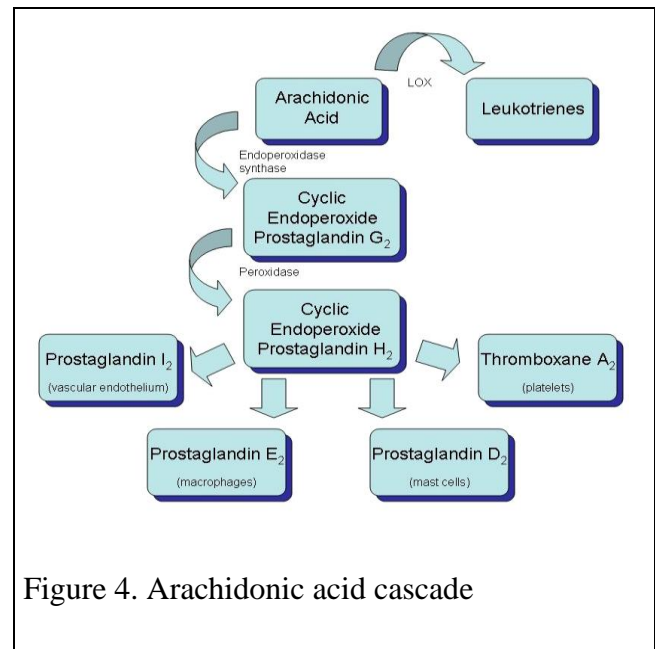 Arachidonic
Acid
LOX
Leukotrienes
Endoperoxidase
synthase
Cyclic
Endoperoxide
Prostaglandin G₂
Peroxidase
Cyclic
Endoperoxide
Prostaglandin H₂
Prostaglandin I₂
(vascular endothelium)
Thromboxane A₂
(platelets)
Prostaglandin E₂
(macrophages)
Prostaglandin D₂
(mast cells)
Figure 4. Arachidonic acid cascade